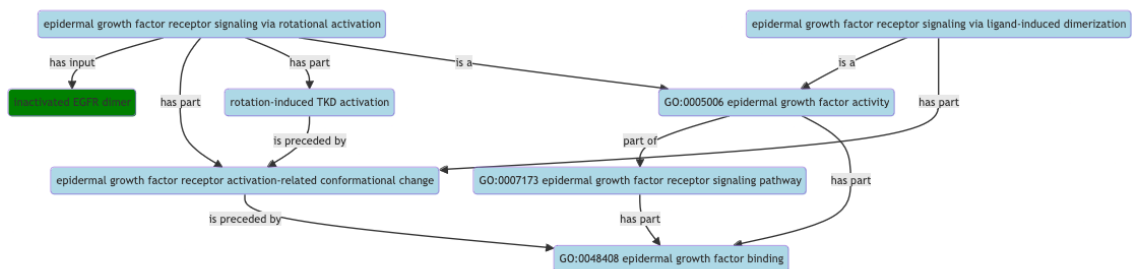 epidermal growth factor receptor signaling via rotational activation
epidermal growth factor receptor signaling via ligand-induced dimerization
has input
has part
is a
is a
inactivated EGFR dimer
has part
rotation-induced TKD activation
GO:0005006 epidermal growth factor activity
has part
is preceded by
part of
epidermal growth factor receptor activation-related conformational change
GO:0007173 epidermal growth factor receptor signaling pathway
has part
is preceded by
has part
GO:0048408 epidermal growth factor binding